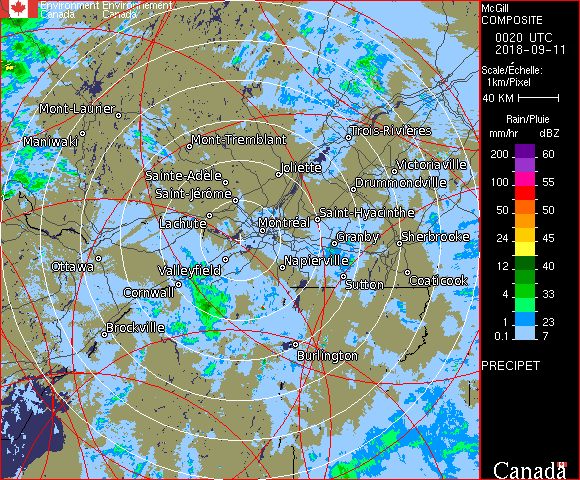 Environment Environnement
Canada Canada
McGill
COMPOSITE
0020 UTC
2018-09-11
Scale/Échelle:
1km/Pixel
40 KM
Rain/Pluie
mm/hr dBZ
200 60
100 55
50 50
24 45
12 40
8 33
4 33
1 23
0.1 7
PRECIPET
Canada
Mont-Laurier
Maniwaki
Mont-Tremblant
Trois-Rivières
Joliette
Victoriaville
Sainte-Adèle
Drummondville
Saint-Jérôme
Saint-Hyacinthe
Lachute
Montréal
Granby
Sherbrooke
Ottawa
Valleyfield
Napierville
Cornwall
Sutton
Coaticook
Brockville
Burlington